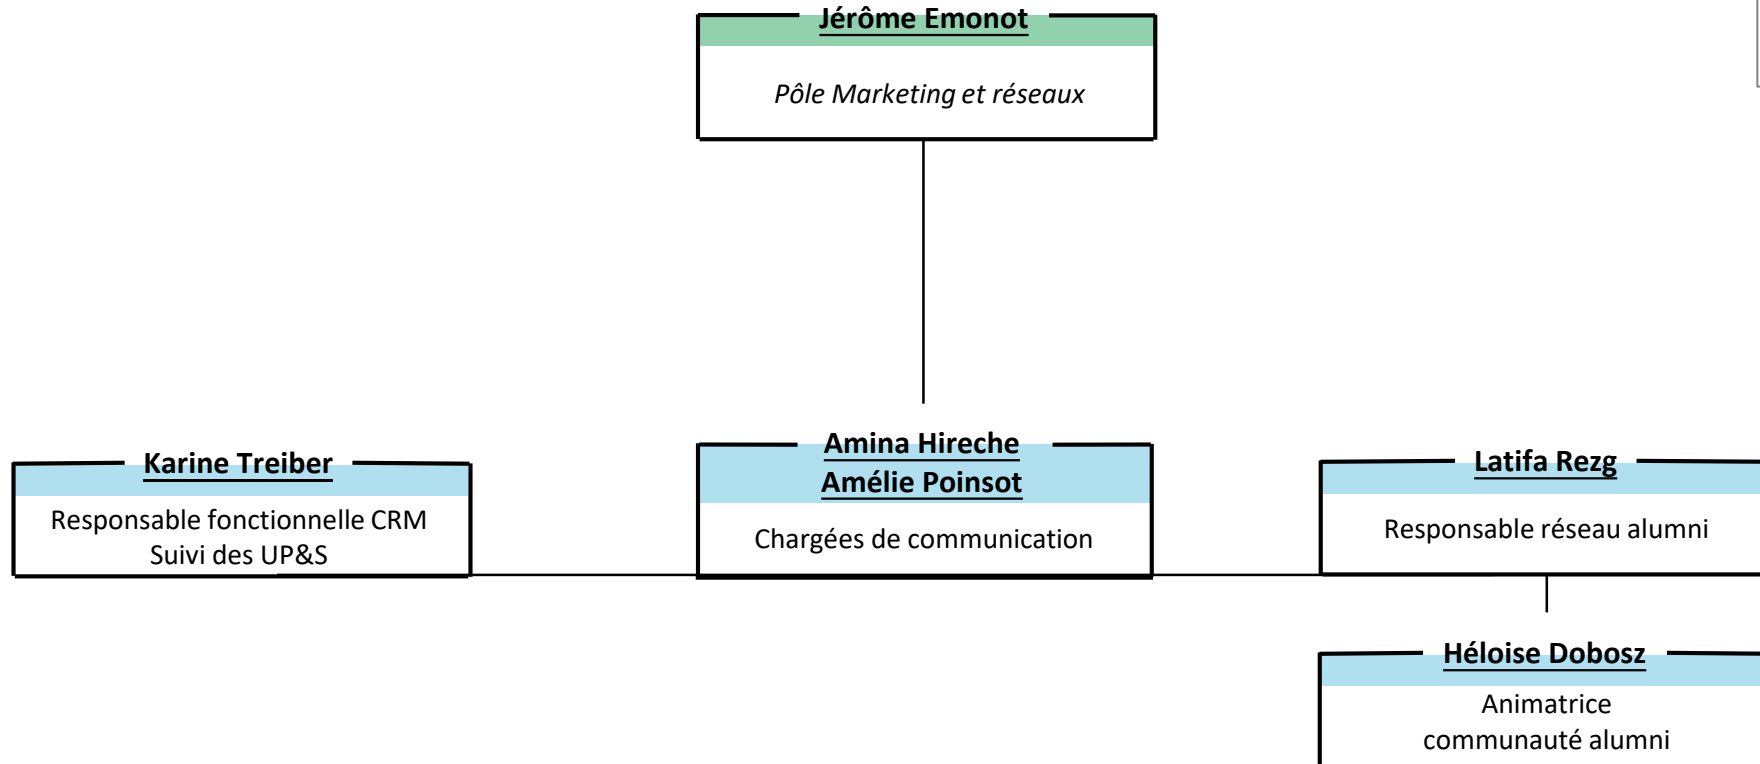 Jérôme Emonot
Pôle Marketing et réseaux
Karine Treiber
Responsable fonctionnelle CRM
Suivi des UP&S
Amina Hireche
Amélie Poinsot
Chargées de communication
Latifa Rezg
Responsable réseau alumni
Héloise Dobosz
Animatrice
communauté alumni